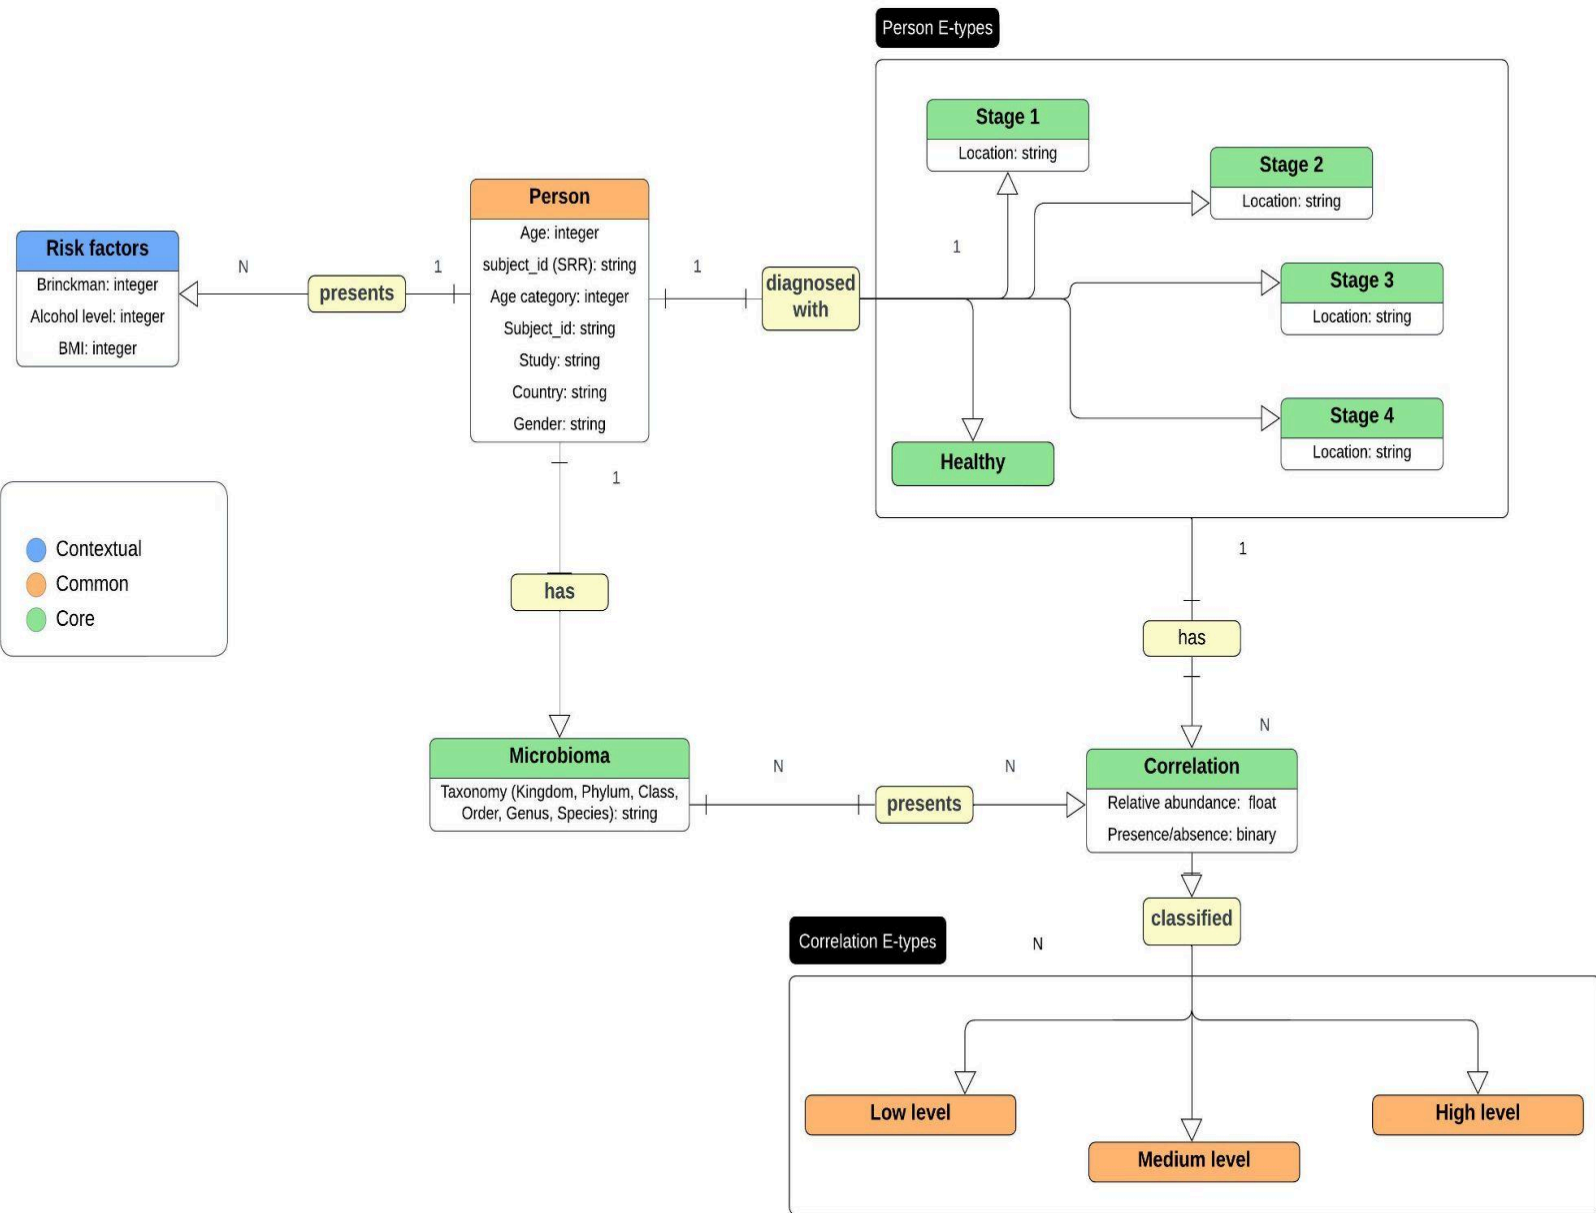 Person E-types
Stage 1
Location: string
Stage 2
Location: string
Person
Age: integer
subject_id (SRR): string
Age category: integer
Subject_id: string
Study: string
Country: string
Gender: string
Risk factors
Brinckman: integer
Alcohol level: integer
BMI: integer
N
presents
1
1
diagnosed
with
1
Stage 3
Location: string
Stage 4
Location: string
Healthy
1
Contextual
Common
Core
has
1
has
N
Microbioma
Taxonomy (Kingdom, Phylum, Class,
Order, Genus, Species): string
N
presents
N
Correlation
Relative abundance: float
Presence/absence: binary
classified
Correlation E-types
N
Low level
Medium level
High level